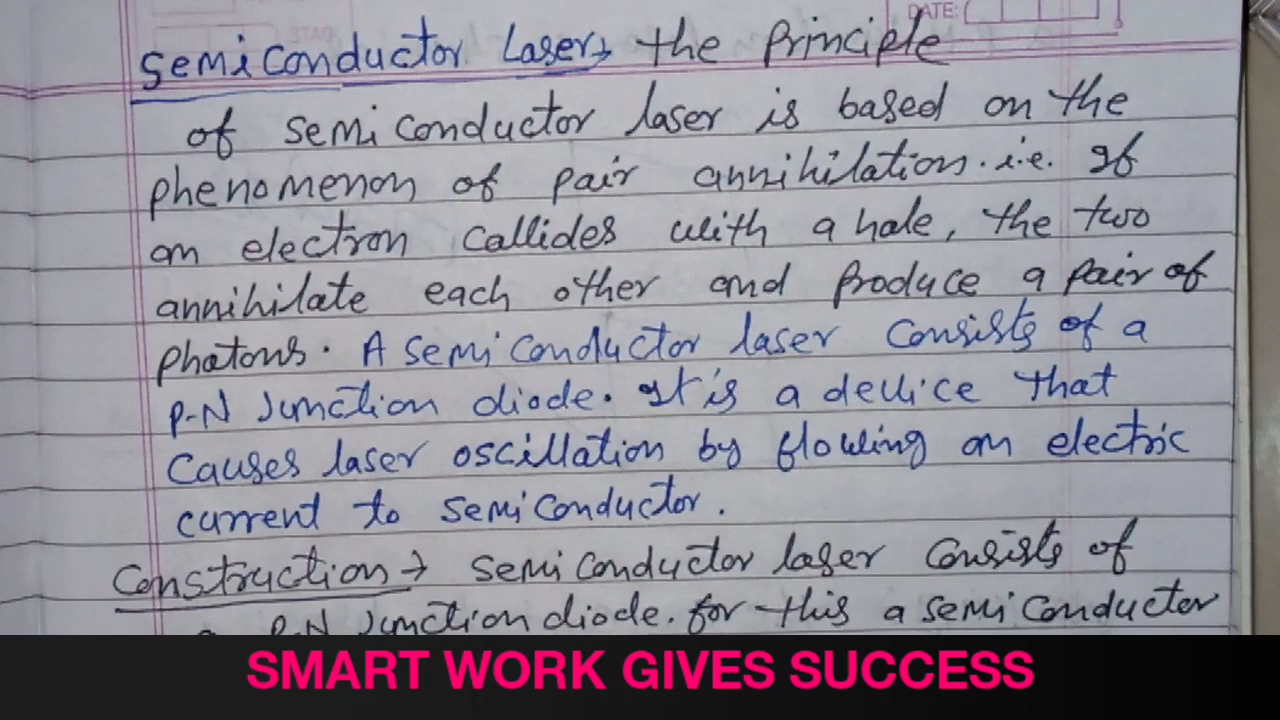 DATE:
Semiconductor Laser→ the principle
of semiconductor laser is based on the
phenomenon of pair annihilation. i.e. If
an electron collides with a hole, the two
annihilate each other and produce a pair of
photons. A semiconductor laser consists of a
P-N Junction diode. It is a device that
causes laser oscillation by flowing an electric
current to semiconductor.
Construction→ semiconductor laser consists of
a P-N Junction diode. for this a semiconductor
SMART WORK GIVES SUCCESS